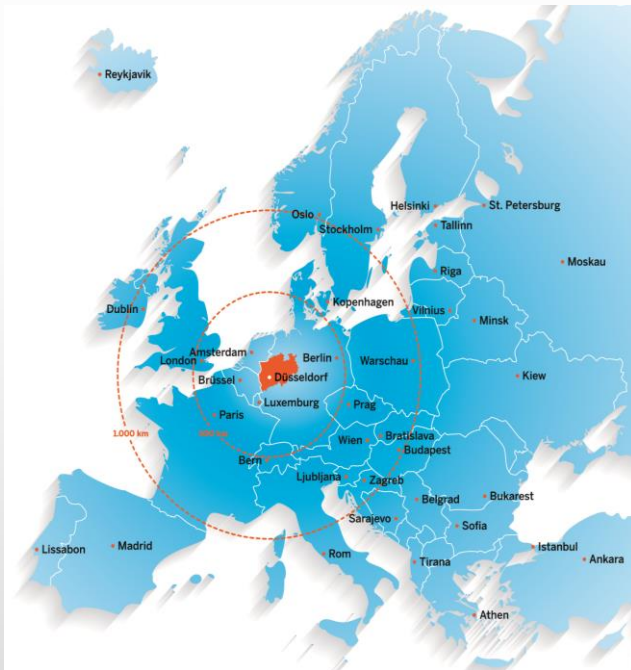 Reykjavik
Oslo
Helsinki
St. Petersburg
Stockholm
Tallinn
Riga
Moskau
Kopenhagen
Dublin
Vilnius
Minsk
Amsterdam
Berlin
London
Warschau
Brüssel
Düsseldorf
Kiew
Luxemburg
Prag
Paris
1.000 km
km
Wien
Bratislava
Budapest
Bern
Ljubljana
Zagreb
Belgrad
Bukarest
Sarajevo
Sofia
Lissabon
Madrid
Rom
Istanbul
Tirana
Ankara
Athen